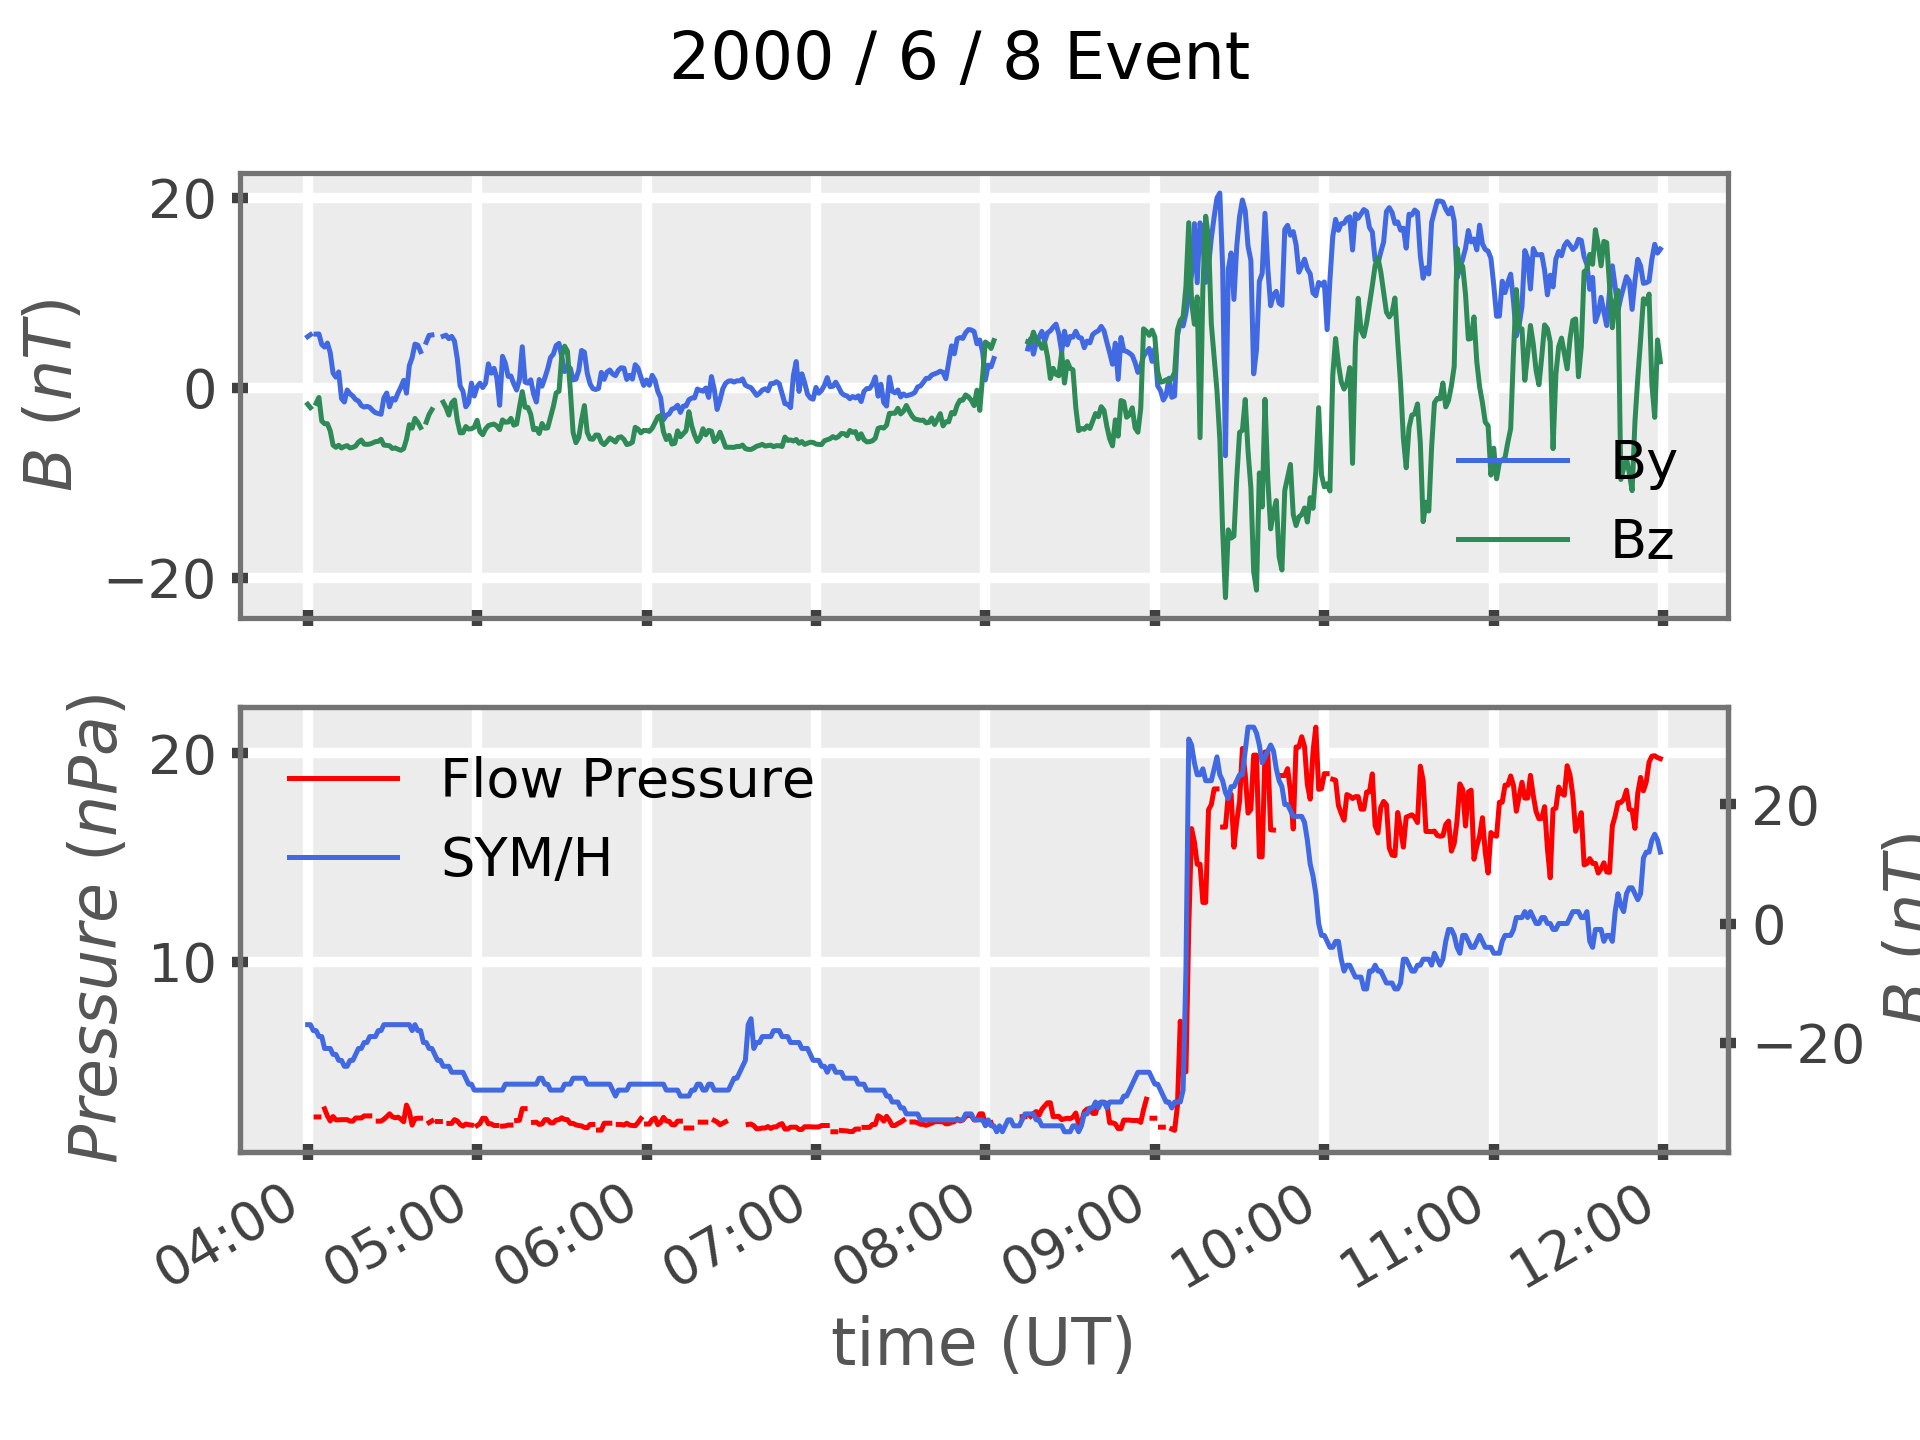 2000 / 6 / 8 Event
B (nT)
20
0
−20
By
Bz
Pressure (nPa)
20
10
Flow Pressure
SYM/H
20
0
−20
B (nT)
04:00
05:00
06:00
07:00
08:00
09:00
10:00
11:00
12:00
time (UT)